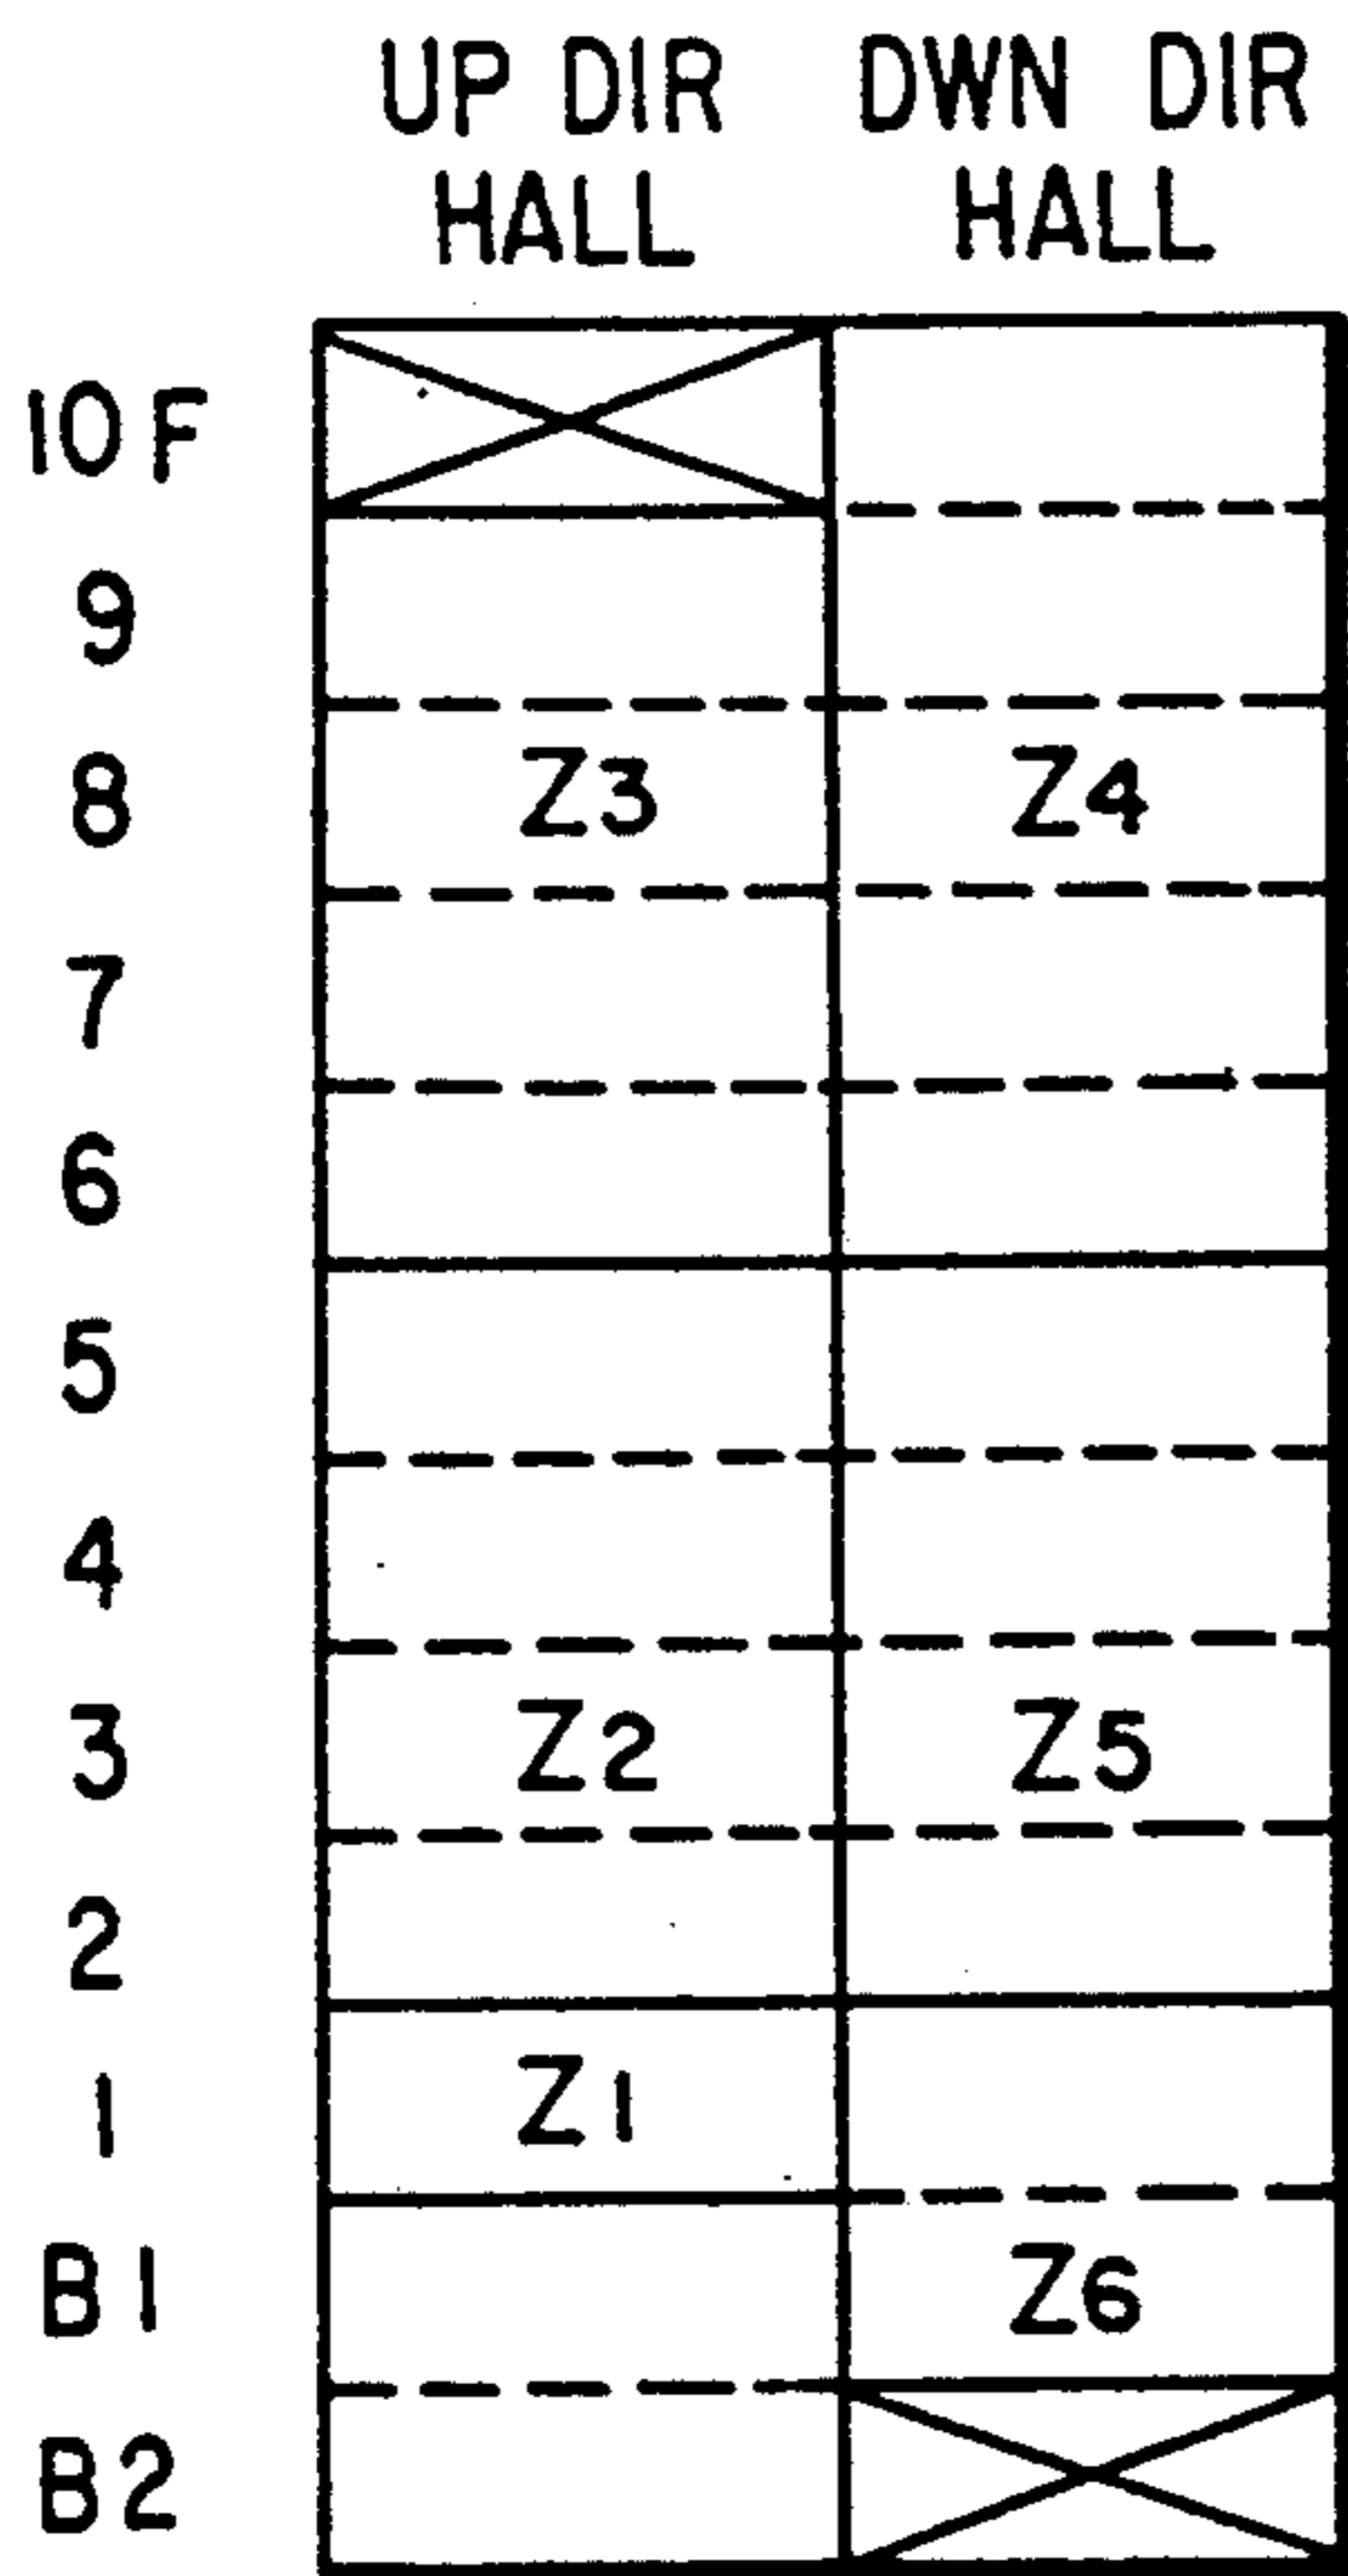 UP DIR DWN DIR
HALL HALL
10F
9
8 Z3 Z4
7
6
5
4
3 Z2 Z5
2
1 Z1
B1 Z6
B2